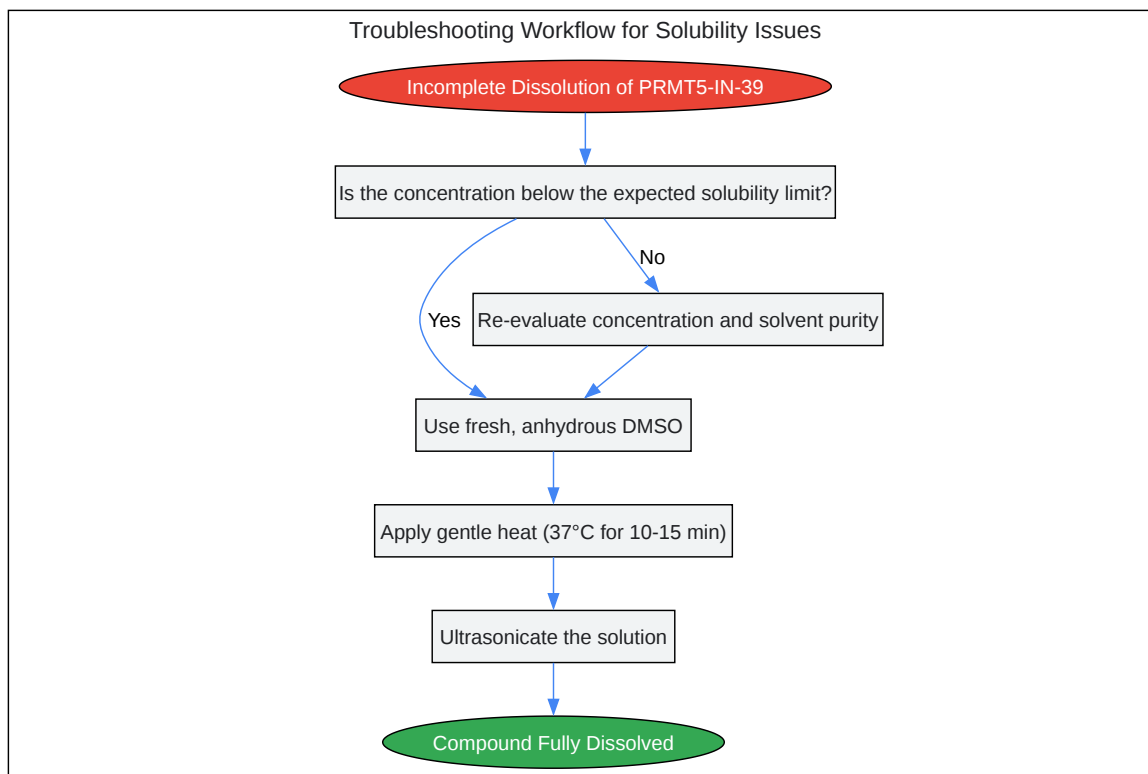 Troubleshooting Workflow for Solubility Issues
Incomplete Dissolution of PRMT5-IN-39
Is the concentration below the expected solubility limit?
No
Re-evaluate concentration and solvent purity
Yes
Use fresh, anhydrous DMSO
Apply gentle heat (37°C for 10-15 min)
Ultrasonicate the solution
Compound Fully Dissolved